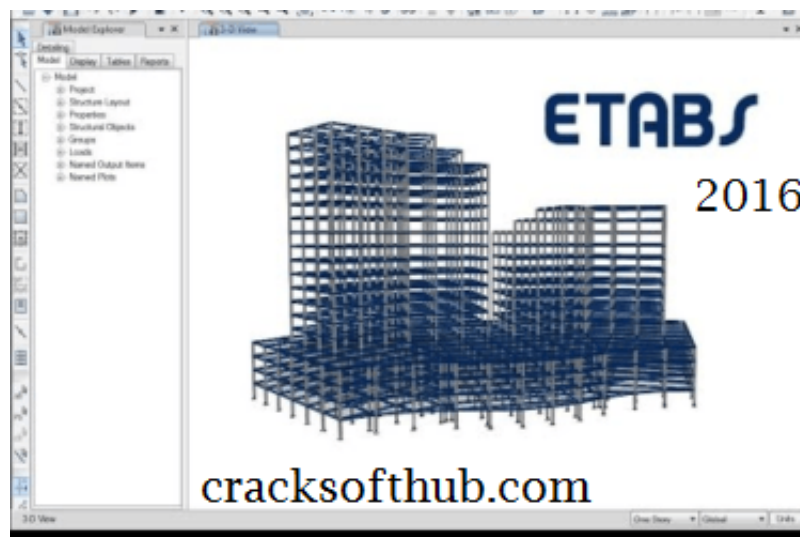 Model Explorer
3-D View
Detailing
Model Display Tables Reports
Model
Project
Structure Layout
Properties
Structural Objects
Groups
Loads
Named Output Items
Named Plots
ETABS
2016
cracksofthub.com
3-D View
One Story
Global
Units